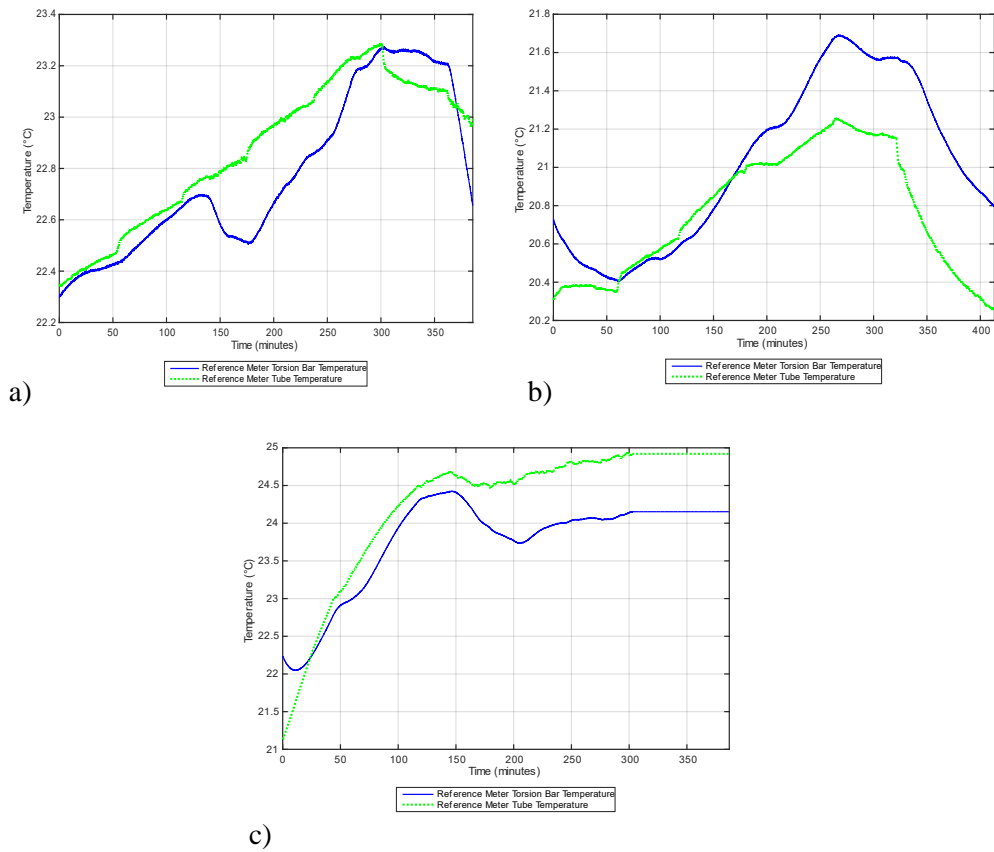 23.4
23.2
23
22.8
22.6
22.4
22.2
Temperature (°C)
0 50 100 150 200 250 300 350
Time (minutes)
Reference Meter Torsion Bar Temperature
Reference Meter Tube Temperature
a)
21.8
21.6
21.4
21.2
21
20.8
20.6
20.4
20.2
Temperature (°C)
0 50 100 150 200 250 300 350 400
Time (minutes)
Reference Meter Torsion Bar Temperature
Reference Meter Tube Temperature
b)
25
24.5
24
23.5
23
22.5
22
21.5
21
Temperature (°C)
0 50 100 150 200 250 300 350
Time (minutes)
Reference Meter Torsion Bar Temperature
Reference Meter Tube Temperature
c)